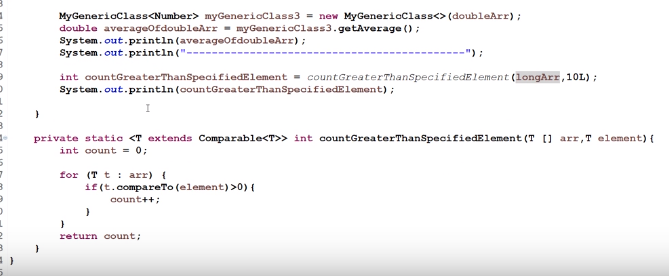 MyGenericClass<Number> myGenericClass3 = new MyGenericClass<>(doubleArr);
double averageOfdoubleArr = myGenericClass3.getAverage();
System.out.println(averageOfdoubleArr);
System.out.println("-------------------------------------------");
int countGreaterThanSpecifiedElement = countGreaterThanSpecifiedElement(longArr,10L);
System.out.println(countGreaterThanSpecifiedElement);
}
private static <T extends Comparable<T>> int countGreaterThanSpecifiedElement(T [] arr,T element){
int count = 0;
for (T t : arr) {
if(t.compareTo(element)>0){
count++;
}
}
return count;
}
}